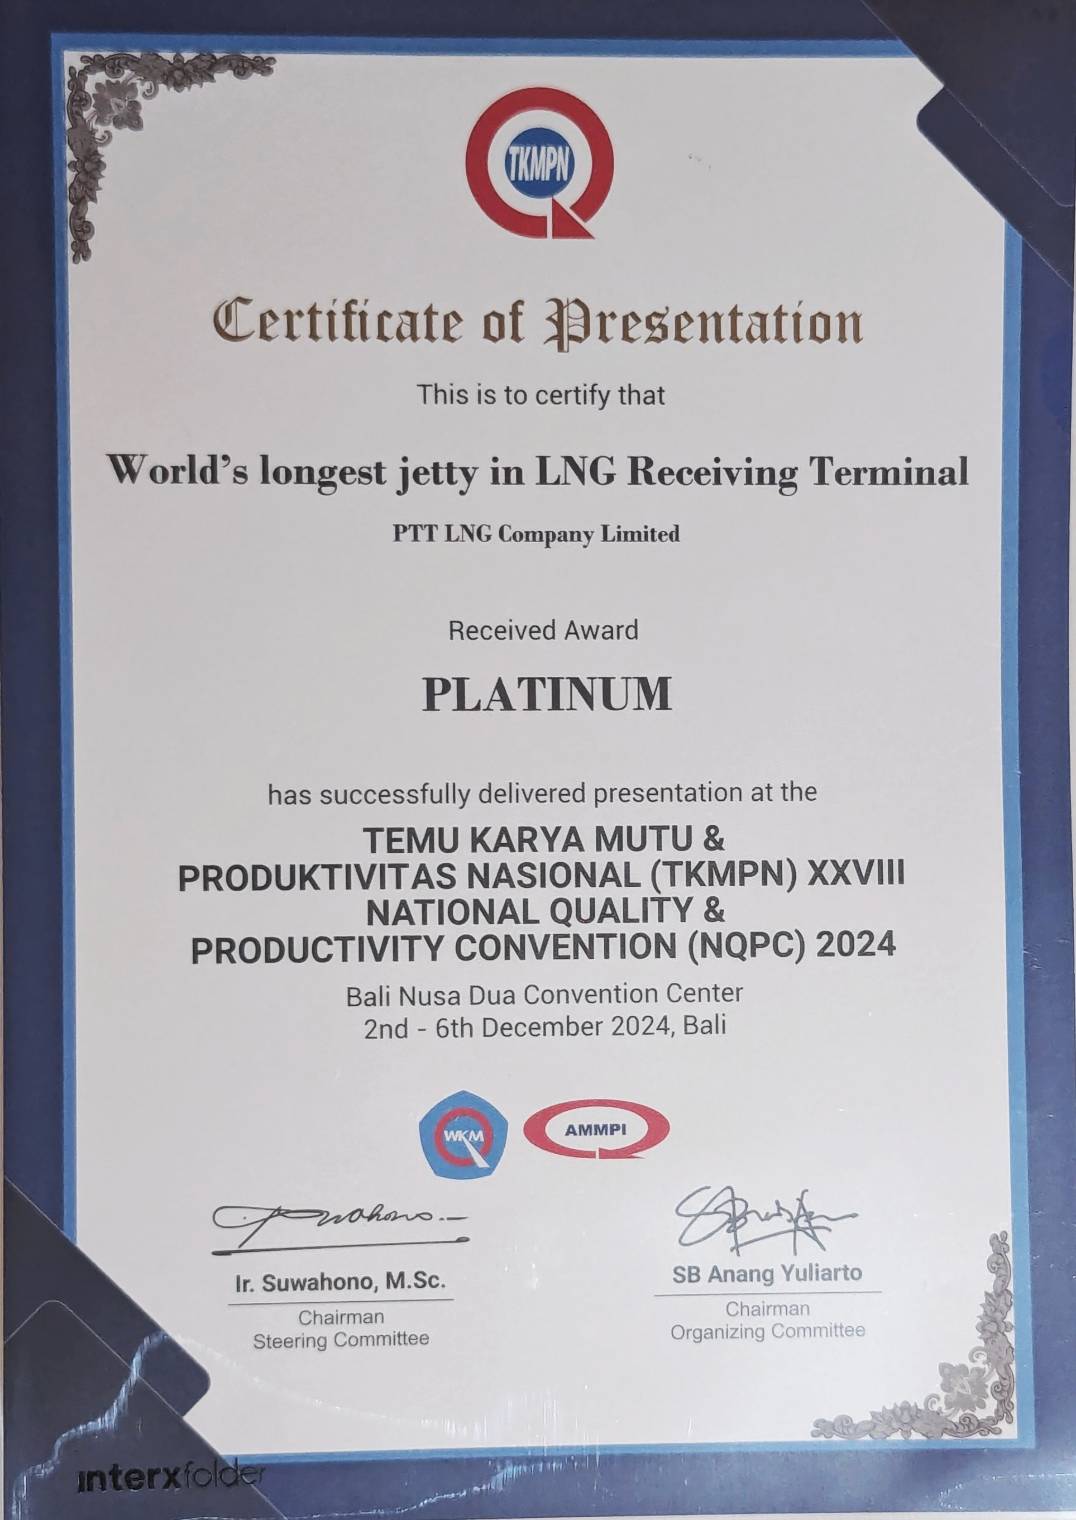 TKMPN
Certificate of Presentation
This is to certify that
World's longest jetty in LNG Receiving Terminal
PTT LNG Company Limited
Received Award
PLATINUM
has successfully delivered presentation at the
TEMU KARYA MUTU &
PRODUKTIVITAS NASIONAL (TKMPN) XXVIII
NATIONAL QUALITY &
PRODUCTIVITY CONVENTION (NQPC) 2024
Bali Nusa Dua Convention Center
2nd - 6th December 2024, Bali
WKM AMMPI
Ir. Suwahono, M.Sc.
Chairman
Steering Committee
SB Anang Yuliarto
Chairman
Organizing Committee
interxfolder